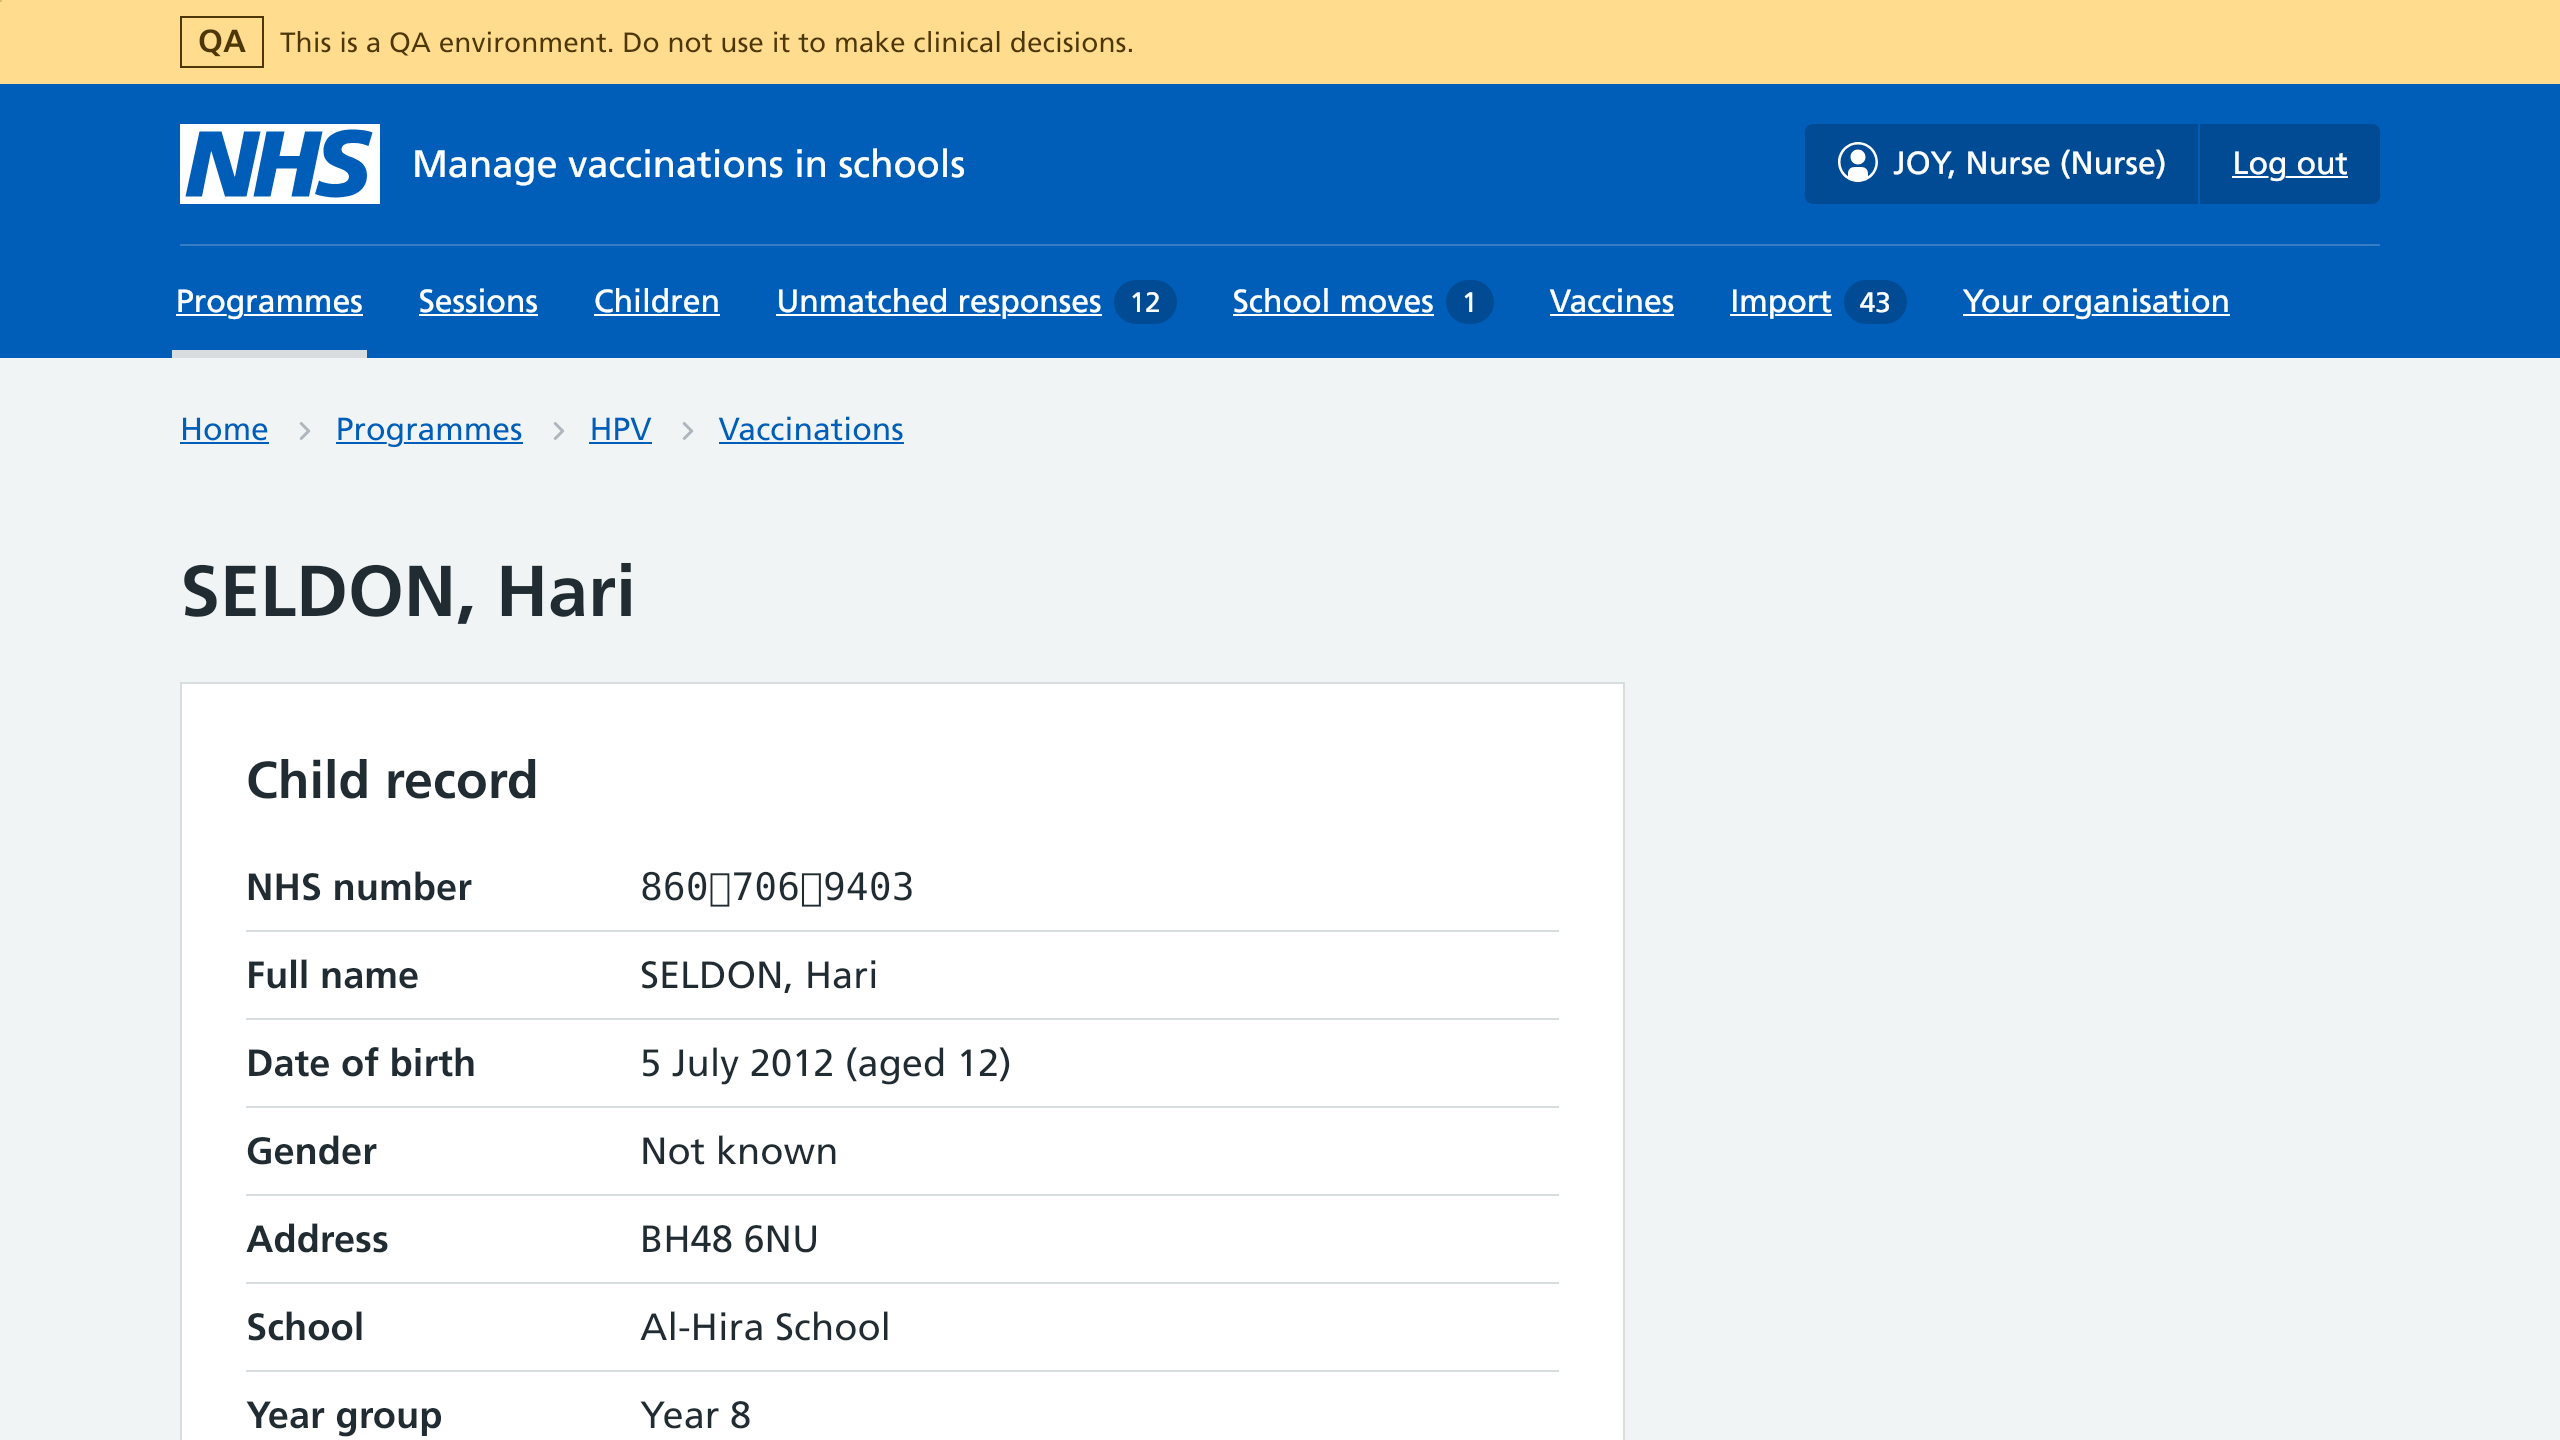 QA This is a QA environment. Do not use it to make clinical decisions.
NHS Manage vaccinations in schools JOY, Nurse (Nurse) Log out
Programmes Sessions Children Unmatched responses 12 School moves 1 Vaccines Import 43 Your organisation
Home > Programmes > HPV > Vaccinations
SELDON, Hari
Child record
NHS number 860▯706▯9403
Full name SELDON, Hari
Date of birth 5 July 2012 (aged 12)
Gender Not known
Address BH48 6NU
School Al-Hira School
Year group Year 8